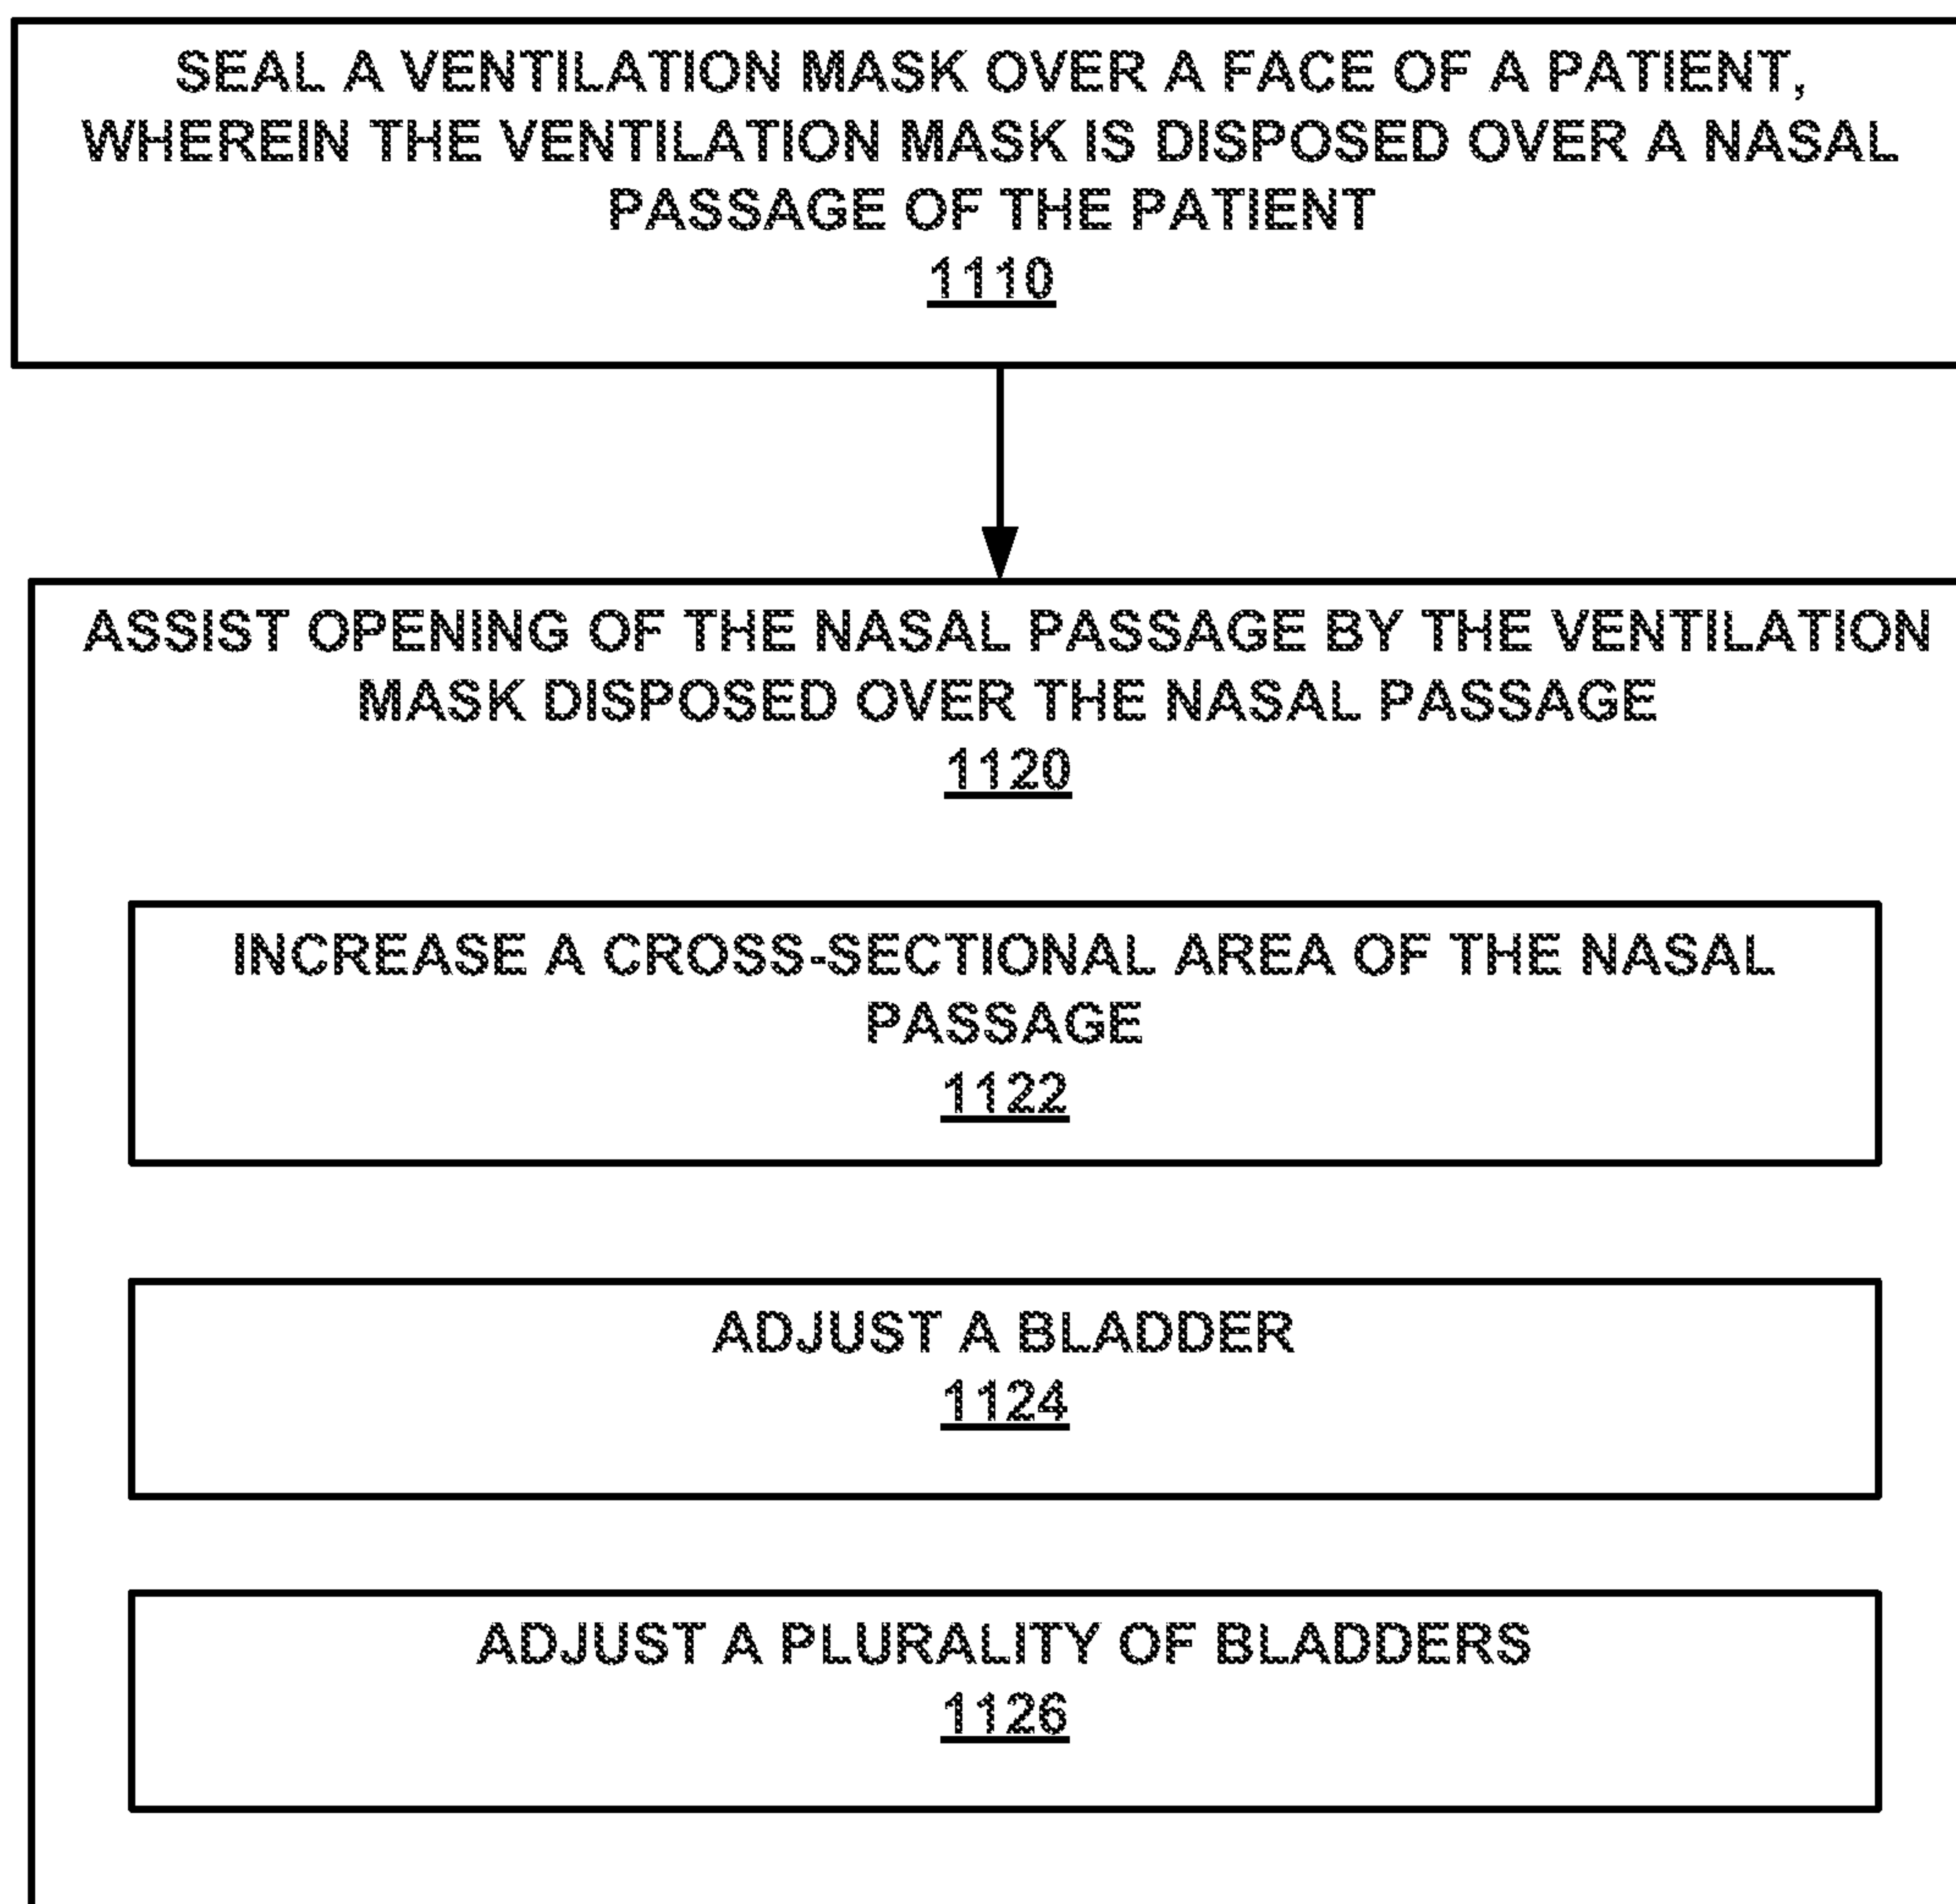 SEAL A VENTILATION MASK OVER A FACE OF A PATIENT,
WHEREIN THE VENTILATION MASK IS DISPOSED OVER A NASAL
PASSAGE OF THE PATIENT
1110
ASSIST OPENING OF THE NASAL PASSAGE BY THE VENTILATION
MASK DISPOSED OVER THE NASAL PASSAGE
1120
INCREASE A CROSS-SECTIONAL AREA OF THE NASAL
PASSAGE
1122
ADJUST A BLADDER
1124
ADJUST A PLURALITY OF BLADDERS
1126